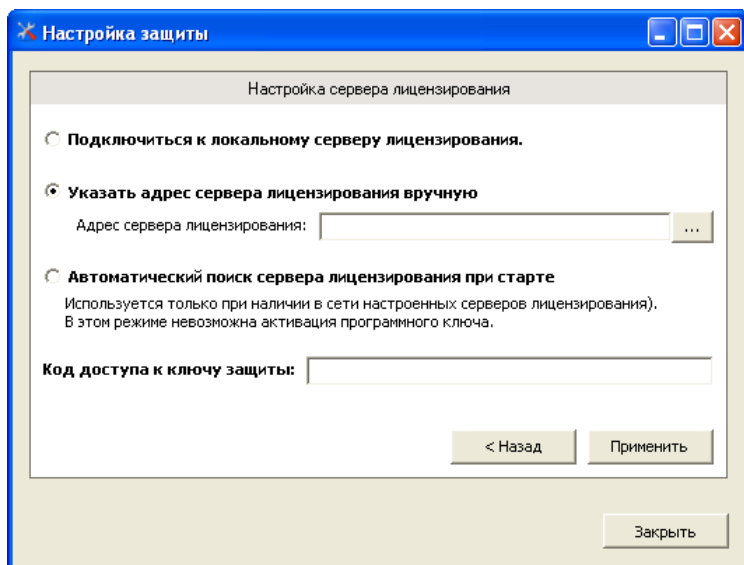 Настройка защиты
Настройка сервера лицензирования
Подключиться к локальному серверу лицензирования.
Указать адрес сервера лицензирования вручную
Адрес сервера лицензирования:
...
Автоматический поиск сервера лицензирования при старте
Используется только при наличии в сети настроенных серверов лицензирования).
В этом режиме невозможна активация программного ключа.
Код доступа к ключу защиты:
< Назад
Применить
Закрыть